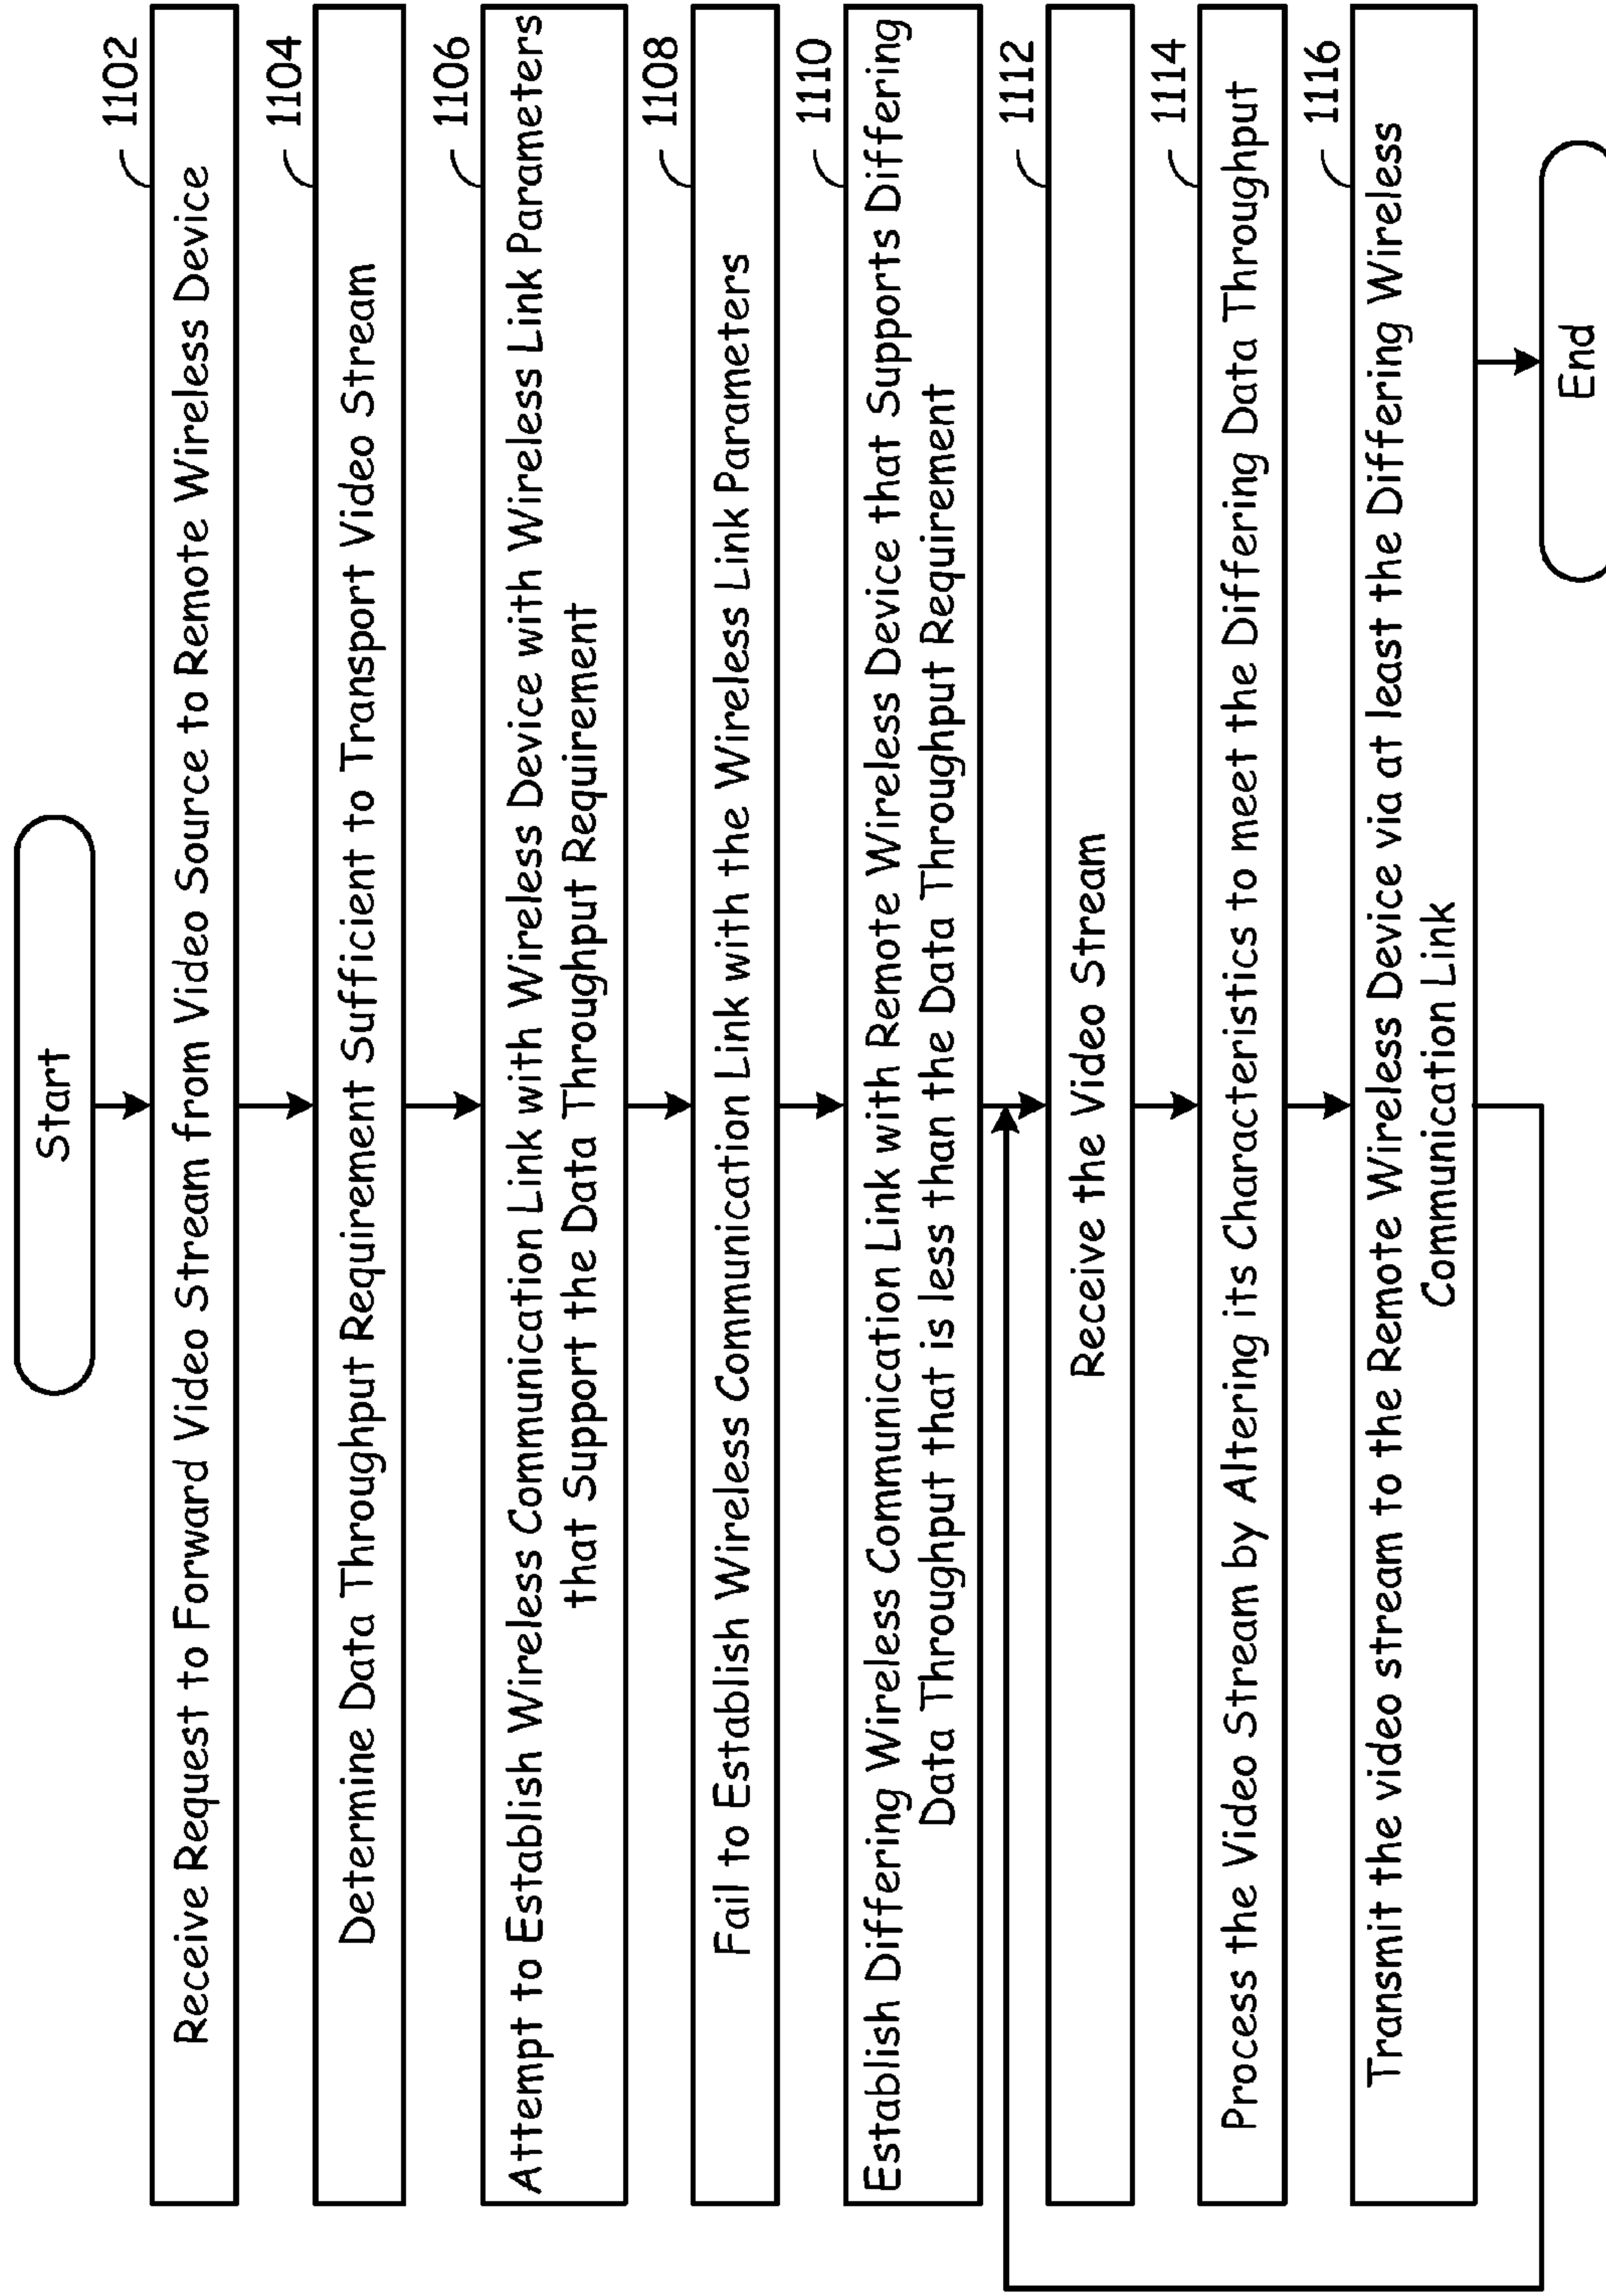 Start
1102
Receive Request to Forward Video Stream from Video Source to Remote Wireless Device
1104
Determine Data Throughput Requirement Sufficient to Transport Video Stream
1106
Attempt to Establish Wireless Communication Link with Wireless Device with Wireless Link Parameters
that Support the Data Throughput Requirement
1108
Fail to Establish Wireless Communication Link with the Wireless Link Parameters
1110
Establish Differing Wireless Communication Link with Remote Wireless Device that Supports Differing
Data Throughput that is less than the Data Throughput Requirement
1112
Receive the Video Stream
1114
Process the Video Stream by Altering its Characteristics to meet the Differing Data Throughput
1116
Transmit the video stream to the Remote Wireless Device via at least the Differing Wireless
Communication Link
End